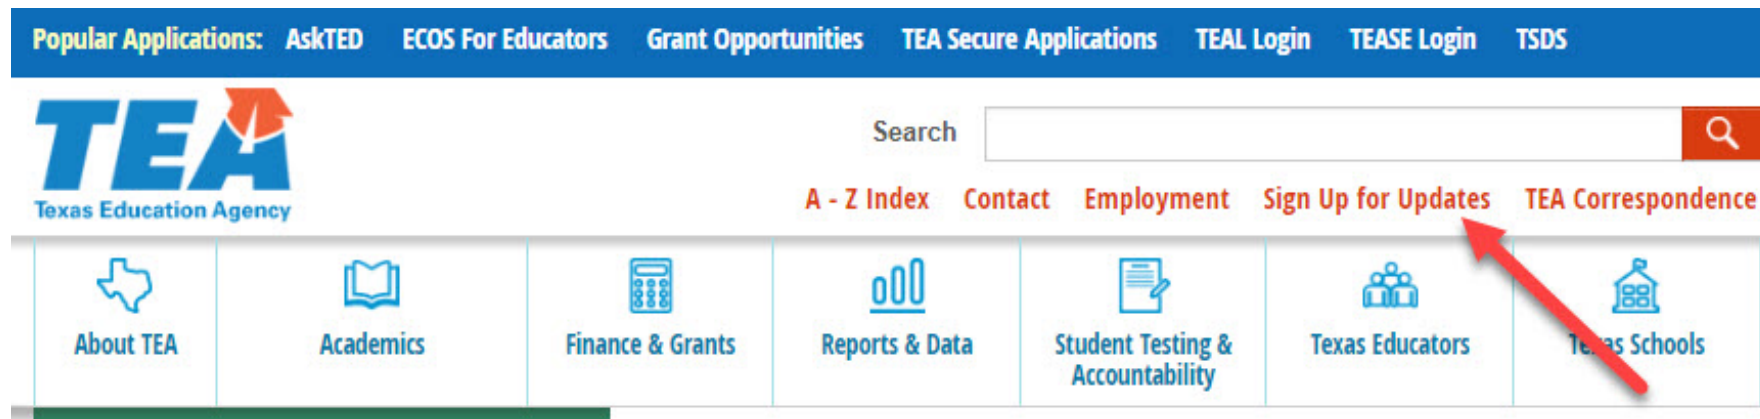 Popular Applications: AskTED ECOS For Educators Grant Opportunities TEA Secure Applications TEAL Login TEASE Login TSDS
TEA
Texas Education Agency
Search
A - Z Index Contact Employment Sign Up for Updates TEA Correspondence
About TEA Academics Finance & Grants Reports & Data Student Testing & Accountability Texas Educators Texas Schools